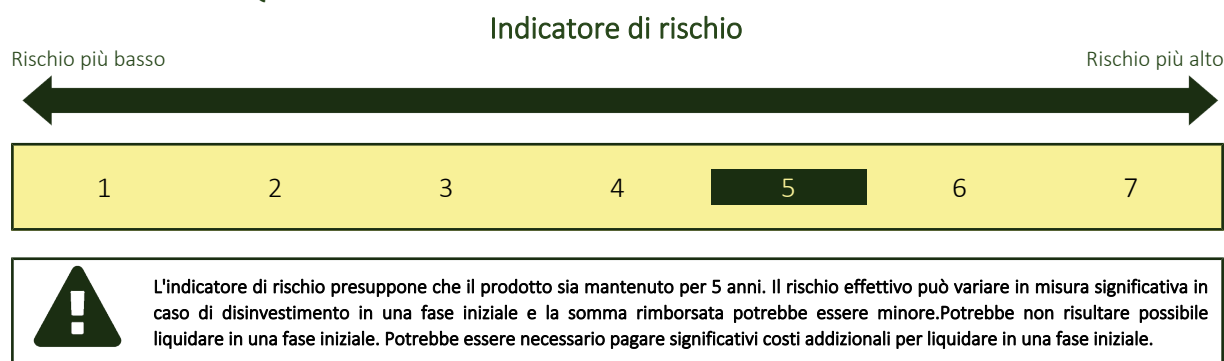 Indicatore di rischio
Rischio più basso
Rischio più alto
1 2 3 4 5 6 7
L'indicatore di rischio presuppone che il prodotto sia mantenuto per 5 anni. Il rischio effettivo può variare in misura significativa in
caso di disinvestimento in una fase iniziale e la somma rimborsata potrebbe essere minore.Potrebbe non risultare possibile
liquidare in una fase iniziale. Potrebbe essere necessario pagare significativi costi addizionali per liquidare in una fase iniziale.